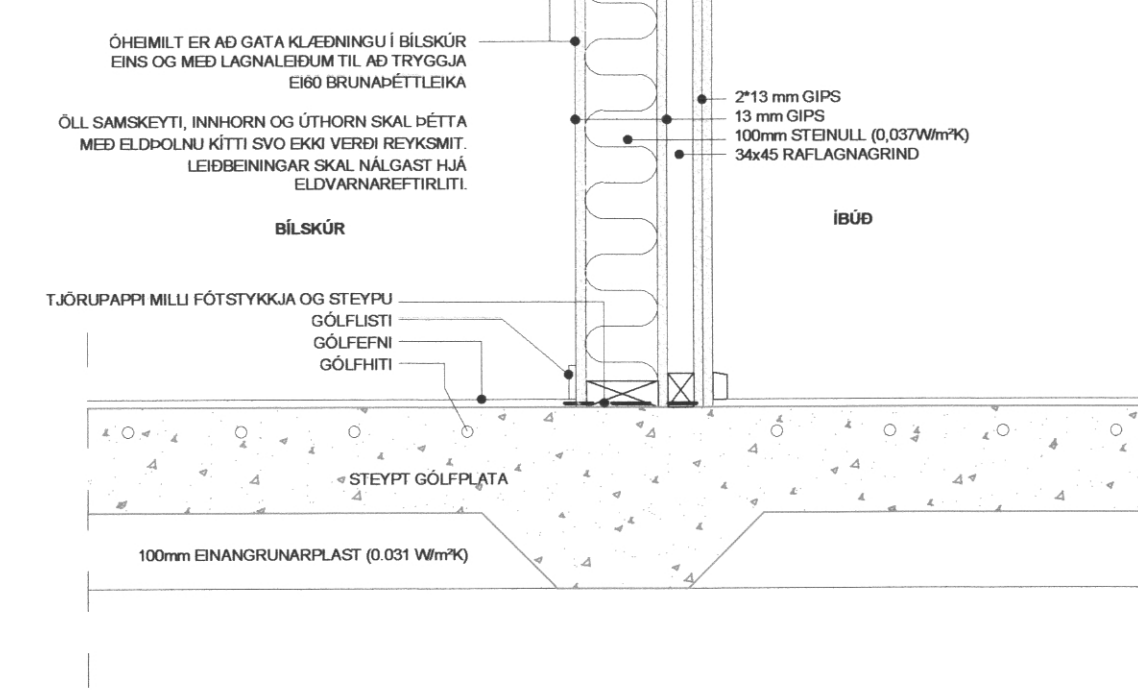 ÓHEIMILT ER AÐ GATA KLÆÐNINGU Í BÍLSKÚR
EINS OG MEÐ LAGNALEIÐUM TIL AÐ TRYGGJA
EI60 BRUNAÞÉTTLEIKA
ÖLL SAMSKEYTI, INNHORN OG ÚTHORN SKAL ÞÉTTA
MEÐ ELDÞOLNU KÍTTI SVO EKKI VERÐI REYKSMIT.
LEIÐBEININGAR SKAL NÁLGAST HJÁ
ELDVARNAREFTIRLITI.
BÍLSKÚR
2*13 mm GIPS
13 mm GIPS
100mm STEINULL (0,037W/m²K)
34x45 RAFLAGNAGRIND
ÍBÚÐ
TJÖRUPAPPI MILLI FÓTSTYKKJA OG STEYPU
GÓLFLISTI
GÓLFEFNI
GÓLFHITI
STEYPT GÓLFPLATA
100mm EINANGRUNARPLAST (0.031 W/m²K)